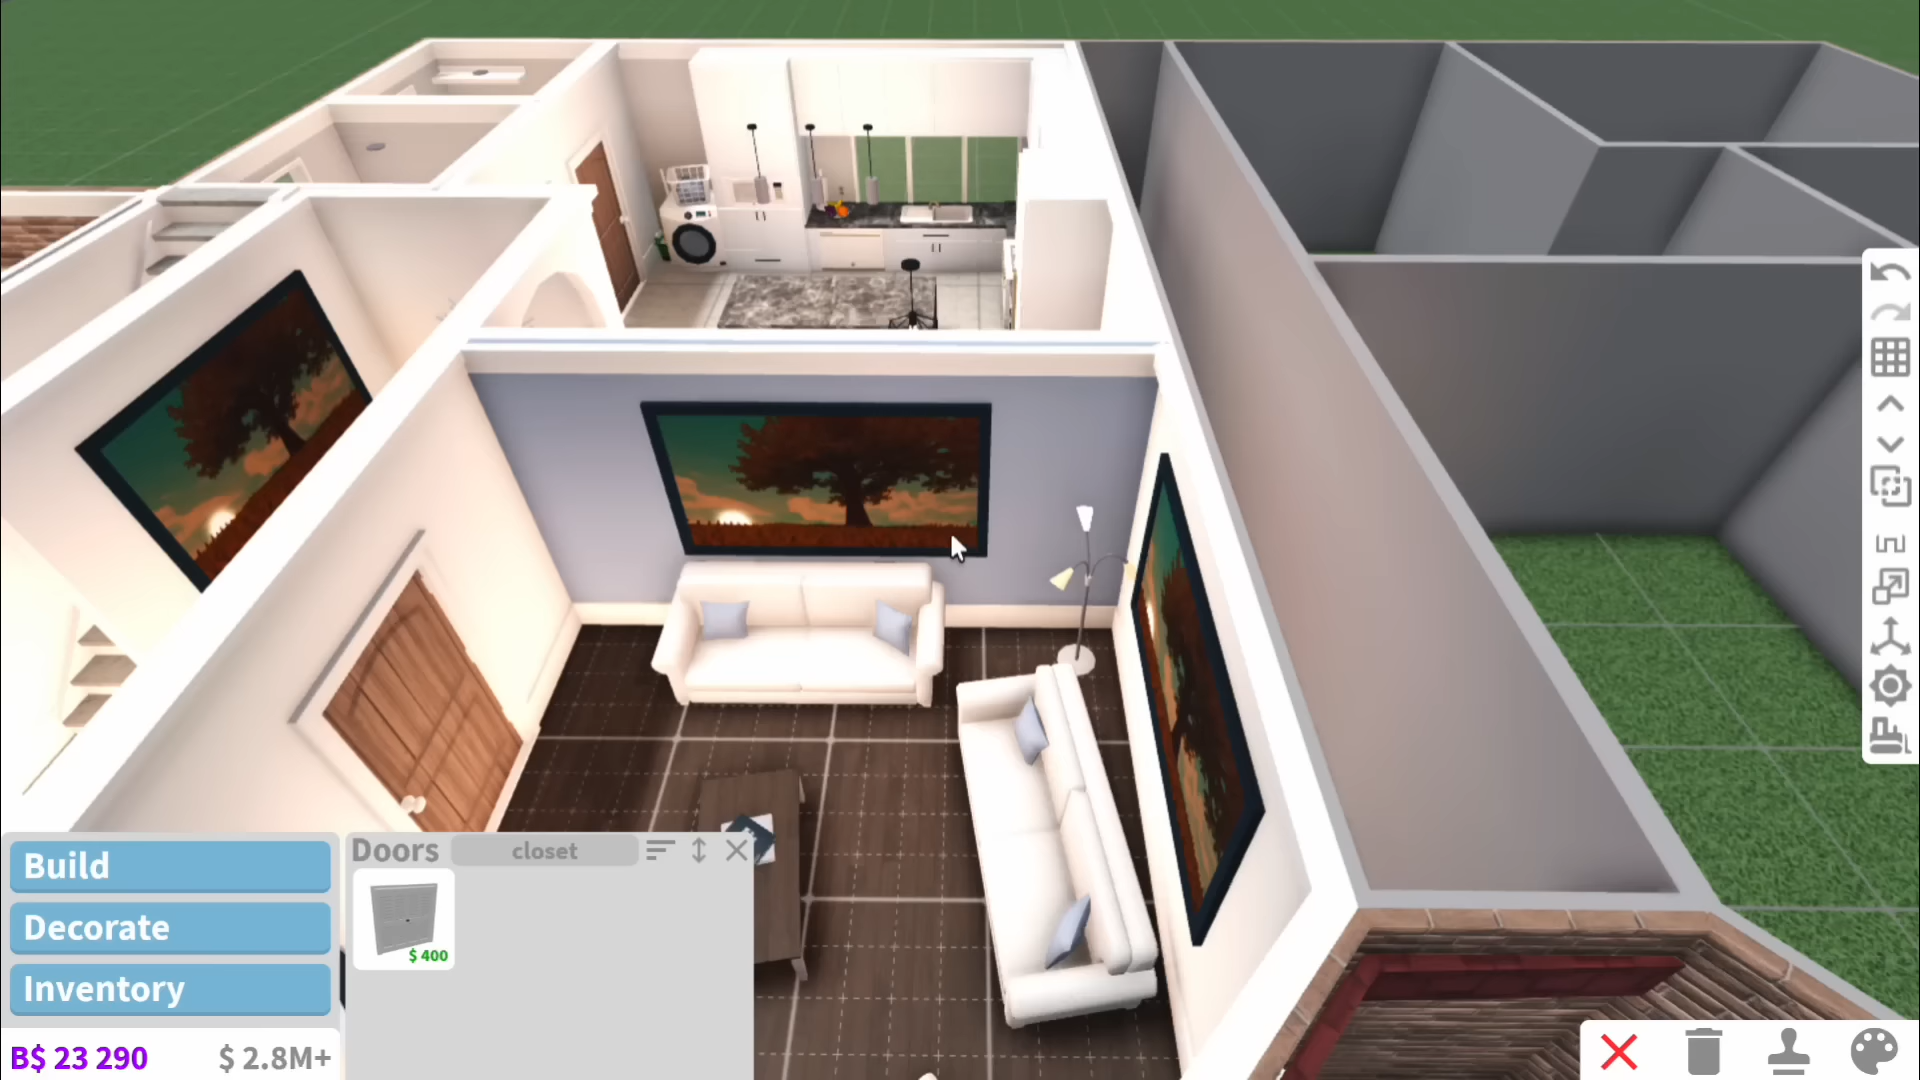 Doors closet
$ 400
Build
Decorate
Inventory
B$ 23 290 $ 2.8M+